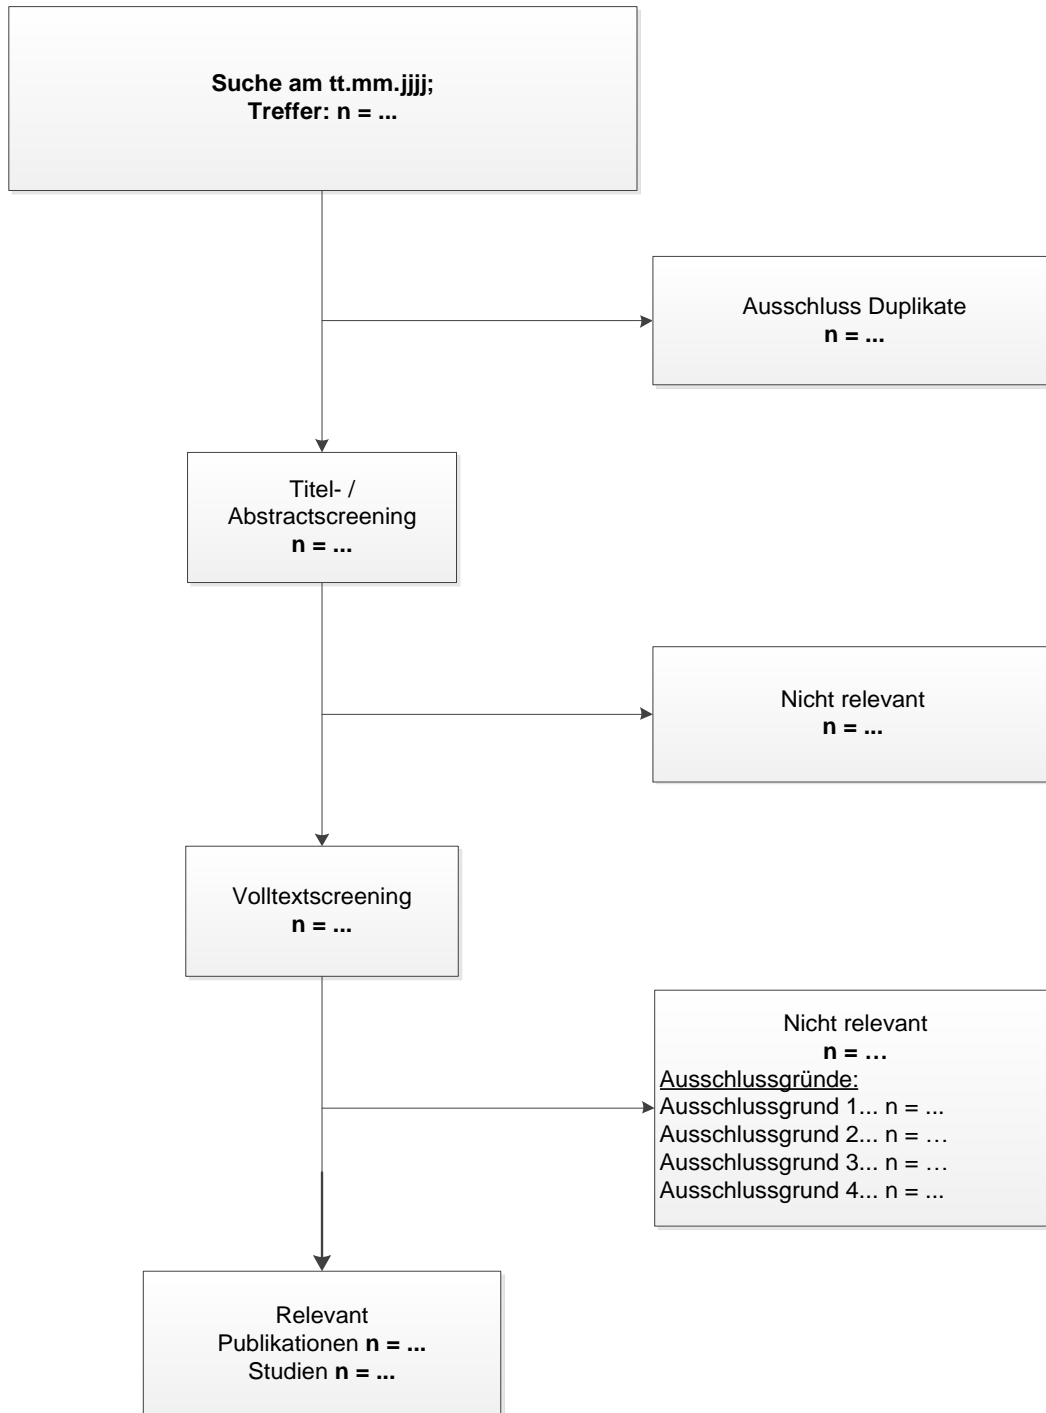 Suche am tt.mm.jjjj;
Treffer: n = ...
Ausschluss Duplikate
n = ...
Titel- /
Abstractscreening
n = ...
Nicht relevant
n = ...
Volltextscreening
n = ...
Nicht relevant
n = …
Ausschlussgründe:
Ausschlussgrund 1... n = ...
Ausschlussgrund 2... n = …
Ausschlussgrund 3... n = …
Ausschlussgrund 4... n = ...
Relevant
Publikationen n = ...
Studien n = ...